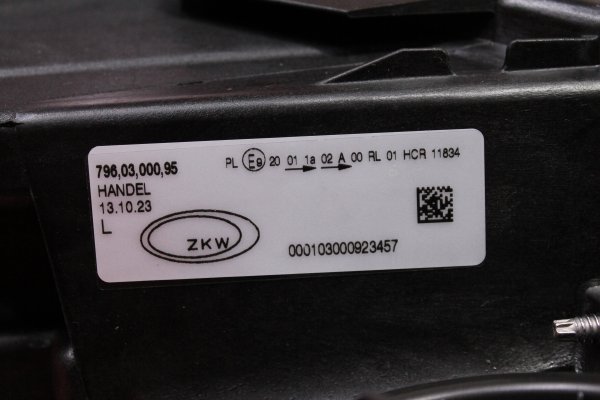 796,03,000,95
HANDEL
13.10.23
L
ZKW
PL E9 20 01 1a 02 A 00 RL 01 HCR 11834
000103000923457